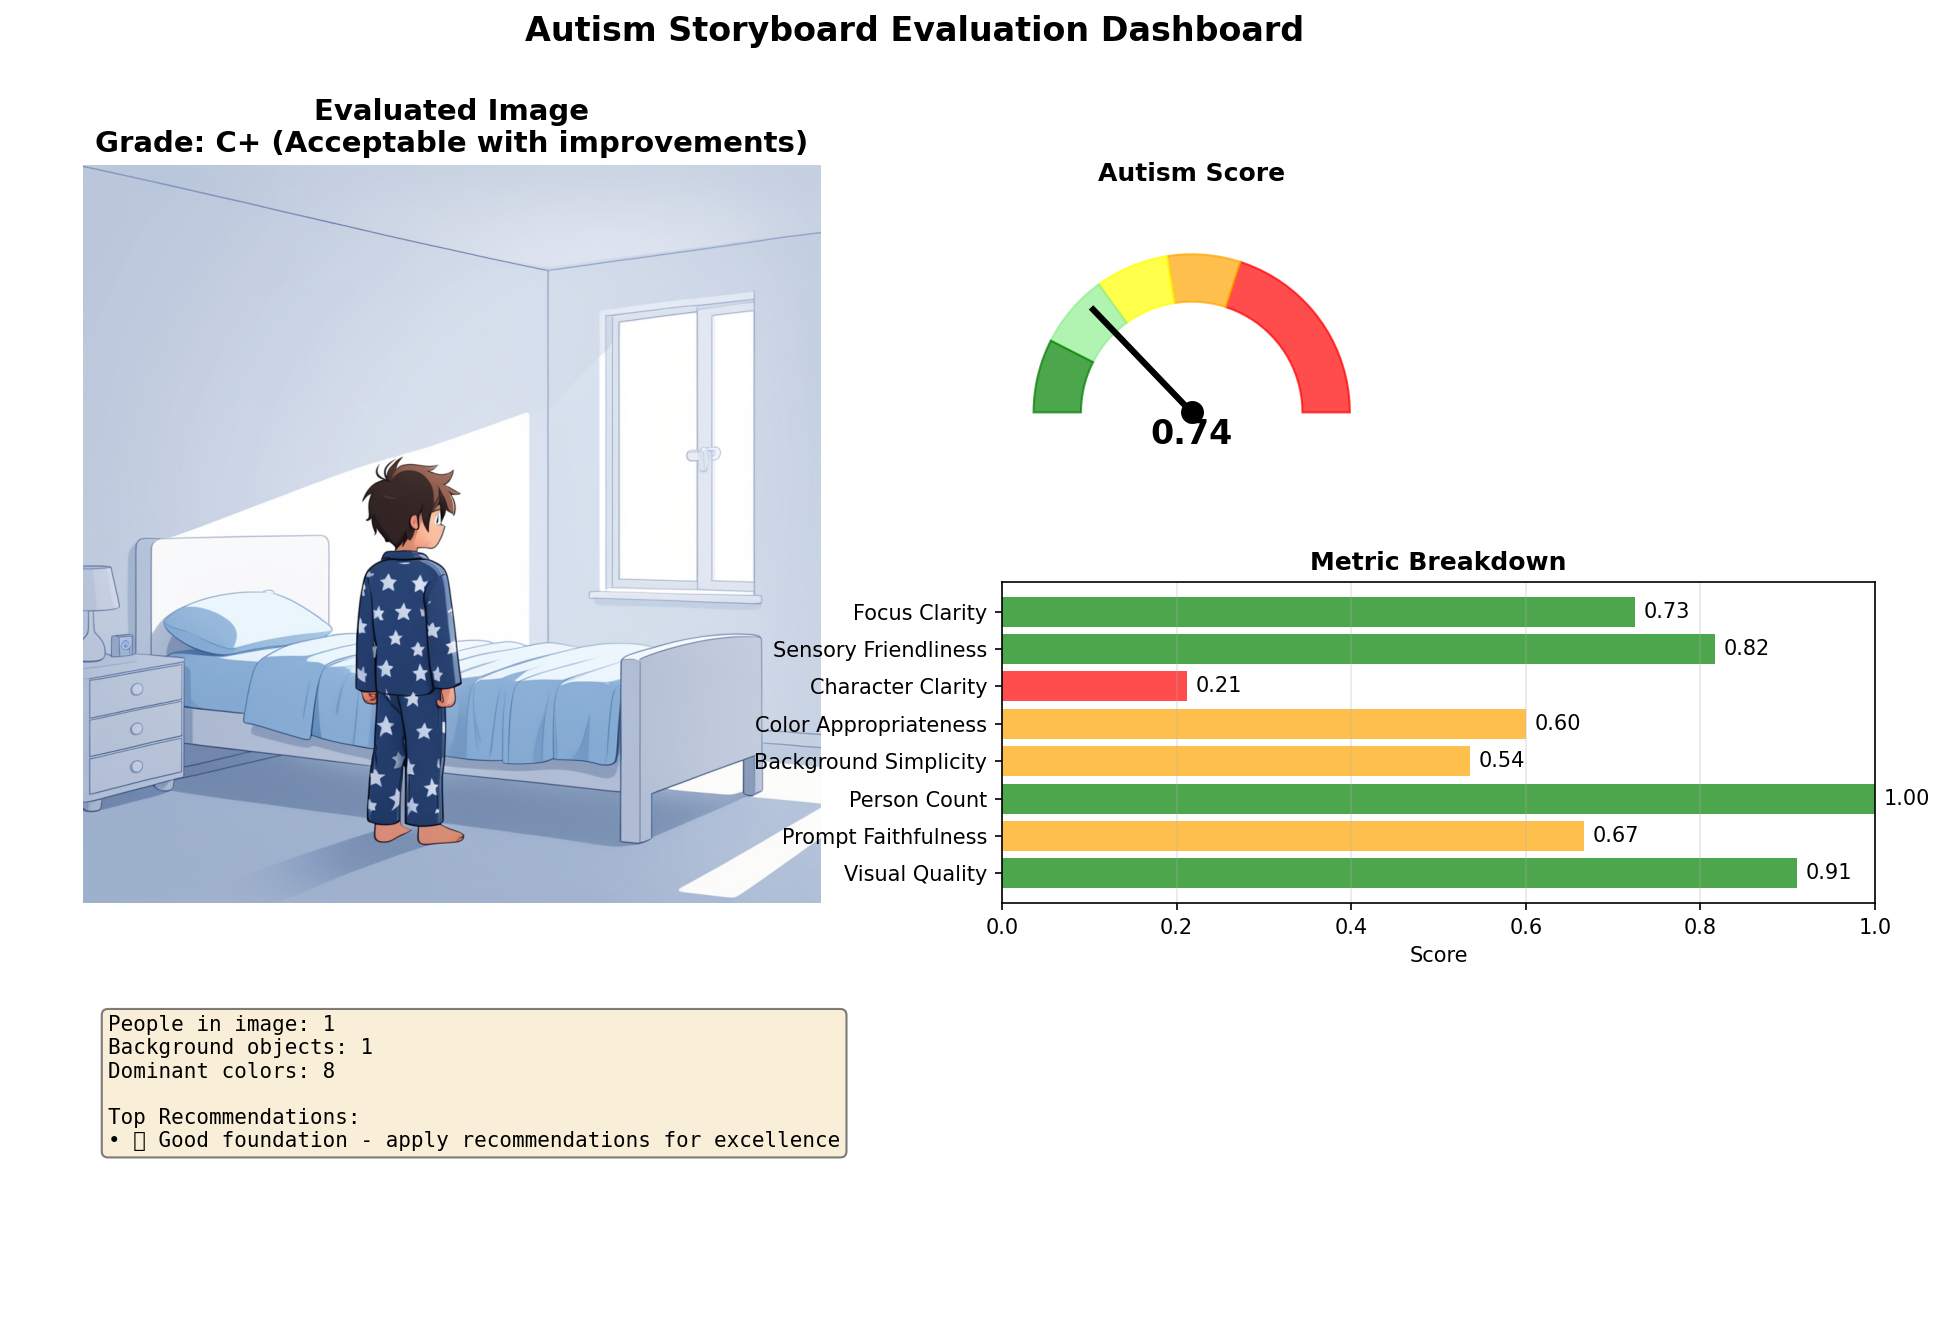 Autism Storyboard Evaluation Dashboard
Evaluated Image
Grade: C+ (Acceptable with improvements)
Autism Score
0.74
Metric Breakdown
Focus Clarity 0.73
Sensory Friendliness 0.82
Character Clarity 0.21
Color Appropriateness 0.60
Background Simplicity 0.54
Person Count 1.00
Prompt Faithfulness 0.67
Visual Quality 0.91
0.0 0.2 0.4 0.6 0.8 1.0
Score
People in image: 1
Background objects: 1
Dominant colors: 8
Top Recommendations:
• ▯ Good foundation - apply recommendations for excellence